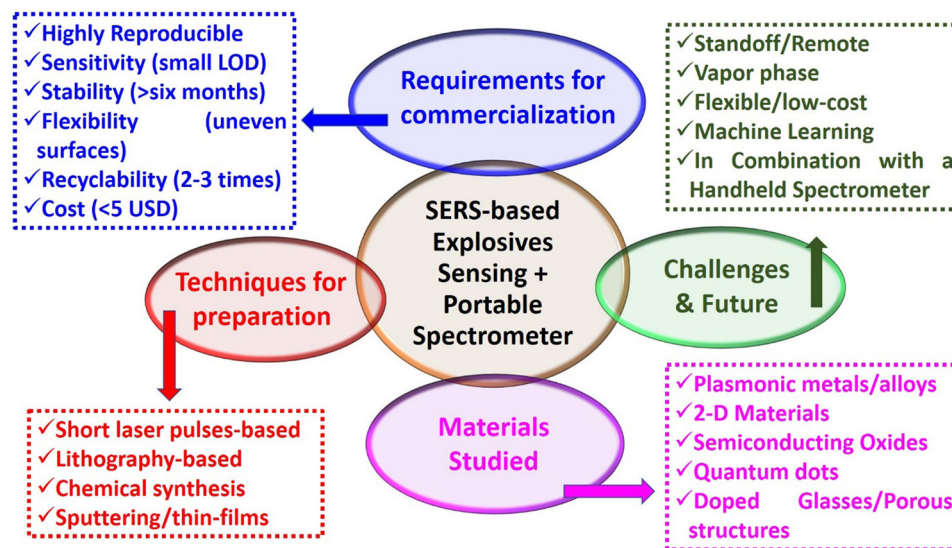 ✓Highly Reproducible
✓Sensitivity (small LOD)
✓Stability (>six months)
✓Flexibility (uneven
surfaces)
✓Recyclability (2-3 times)
✓Cost (<5 USD)
Requirements for
commercialization
✓Standoff/Remote
✓Vapor phase
✓Flexible/low-cost
✓Machine Learning
✓In Combination with a
Handheld Spectrometer
SERS-based
Explosives
Sensing +
Portable
Spectrometer
Techniques for
preparation
Challenges
& Future
Materials
Studied
✓Short laser pulses-based
✓Lithography-based
✓Chemical synthesis
✓Sputtering/thin-films
✓Plasmonic metals/alloys
✓2-D Materials
✓Semiconducting Oxides
✓Quantum dots
✓Doped Glasses/Porous
structures